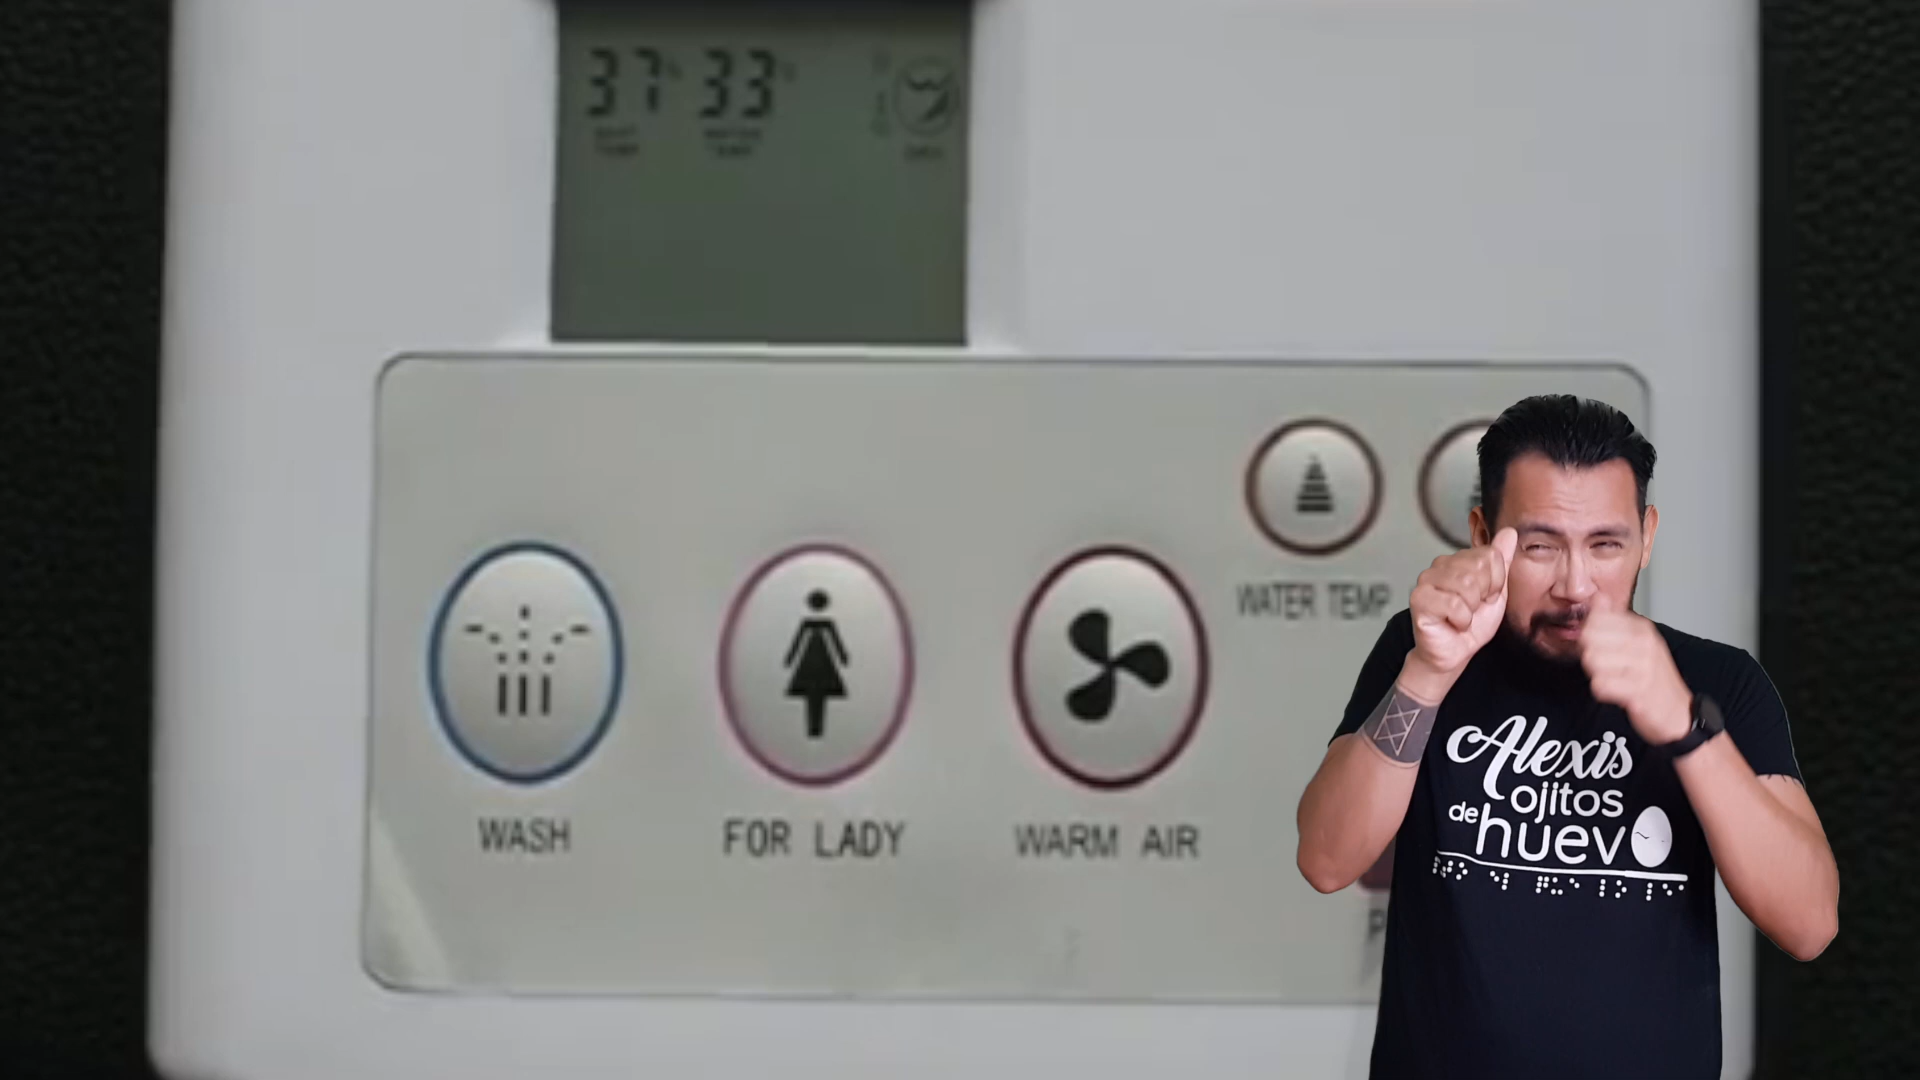 37 33
WATER TEMP
WASH
FOR LADY
WARM AIR
Alexis
ojitos
de huevo